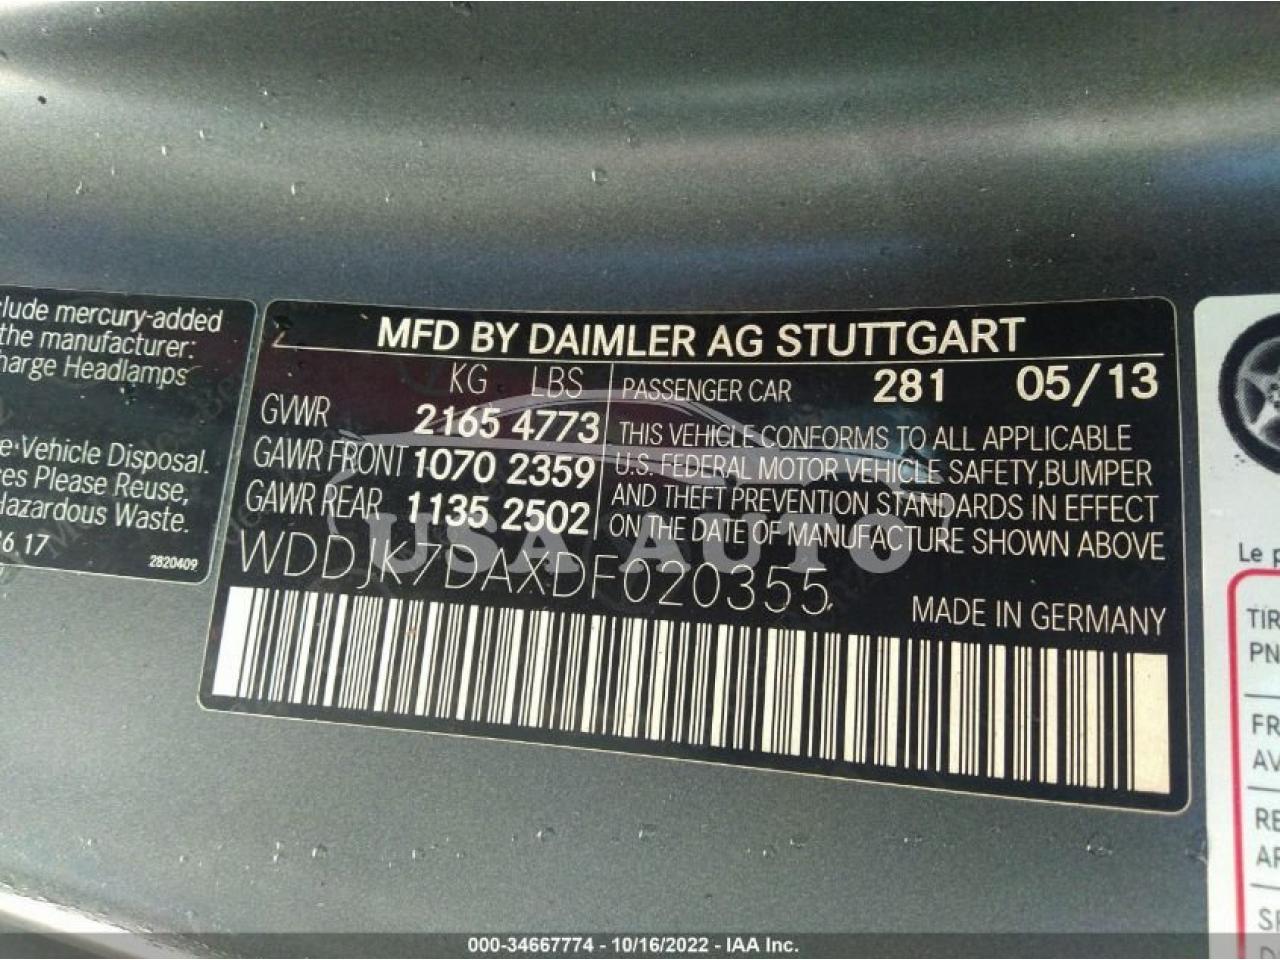 clude mercury-added
the manufacturer:
harge Headlamps
Vehicle Disposal.
ces Please Reuse,
Hazardous Waste.
6.17
2820409
MFD BY DAIMLER AG STUTTGART
KG LBS
GVWR 2165 4773
GAWR FRONT 1070 2359
GAWR REAR 1135 2502
PASSENGER CAR 281 05/13
THIS VEHICLE CONFORMS TO ALL APPLICABLE
U.S. FEDERAL MOTOR VEHICLE SAFETY,BUMPER
AND THEFT PREVENTION STANDARDS IN EFFECT
ON THE DATE OF MANUFACTURE SHOWN ABOVE
USA AUTO
WDDJK7DAXDF020355
MADE IN GERMANY
Le p
TIR
PN
FR
AV
RE
AR
SP
000-34667774 - 10/16/2022 - IAA Inc.